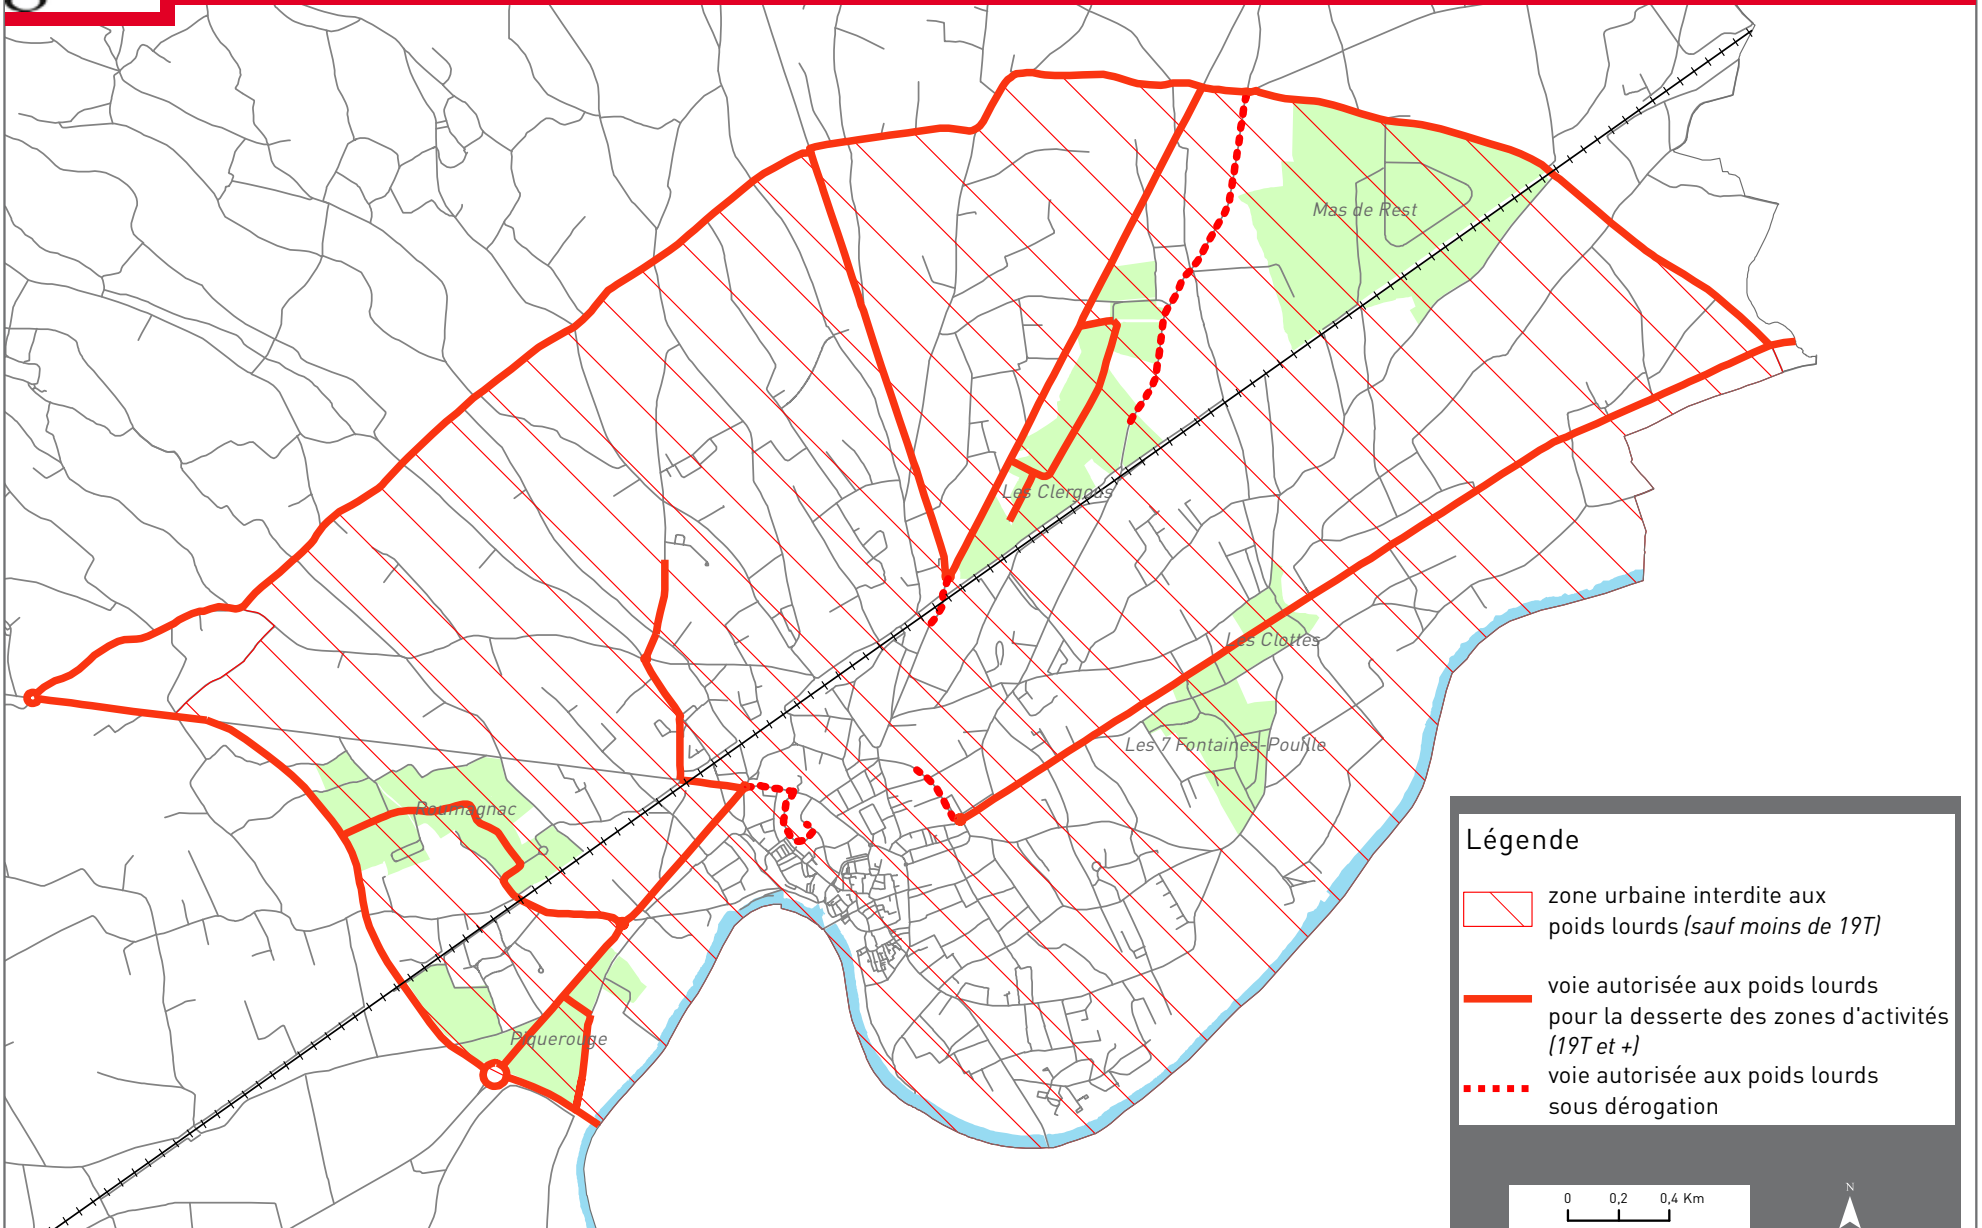 Mas de Rest
Les Clergous
Les Clottes
Les 7 Fontaines-Pouille
Roumagnac
Piquerouge
Légende
zone urbaine interdite aux
poids lourds (sauf moins de 19T)
voie autorisée aux poids lourds
pour la desserte des zones d'activités
(19T et +)
voie autorisée aux poids lourds
sous dérogation
0 0,2 0,4 Km
N